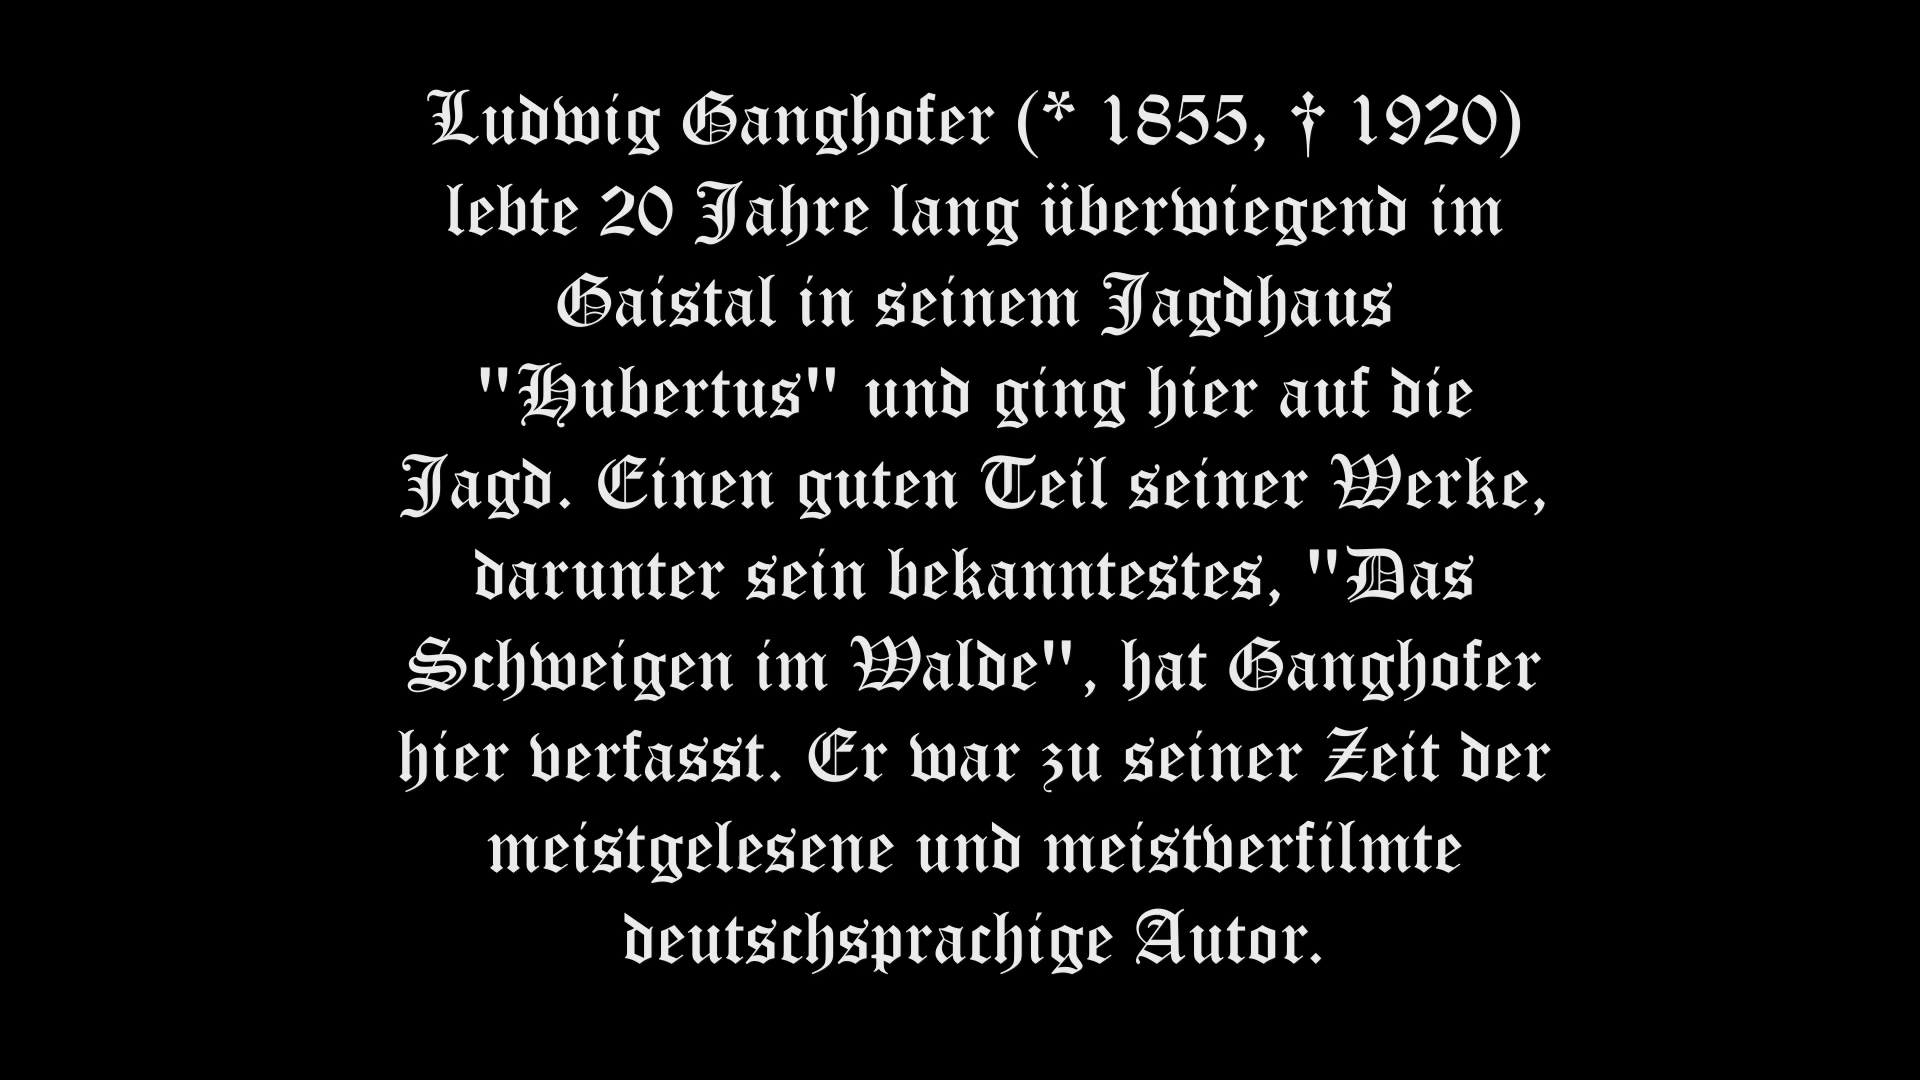 Ludwig Ganghofer (* 1855, † 1920)
lebte 20 Jahre lang überwiegend im
Gaistal in seinem Jagdhaus
"Hubertus" und ging hier auf die
Jagd. Einen guten Teil seiner Werke,
darunter sein bekanntestes, "Das
Schweigen im Walde", hat Ganghofer
hier verfasst. Er war zu seiner Zeit der
meistgelesene und meistverfilmte
deutschsprachige Autor.